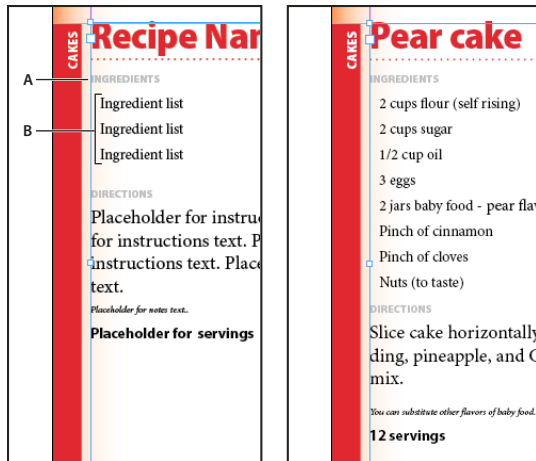 CAKES
Recipe Nar
A
INGREDIENTS
B
Ingredient list
Ingredient list
Ingredient list
DIRECTIONS
Placeholder for instru
for instructions text. P
instructions text. Place
text.
Placeholder for notes text..
Placeholder for servings
CAKES
Pear cake
INGREDIENTS
2 cups flour (self rising)
2 cups sugar
1/2 cup oil
3 eggs
2 jars baby food - pear fla
Pinch of cinnamon
Pinch of cloves
Nuts (to taste)
DIRECTIONS
Slice cake horizontally
ding, pineapple, and C
mix.
You can substitute other flavors of baby food.
12 servings